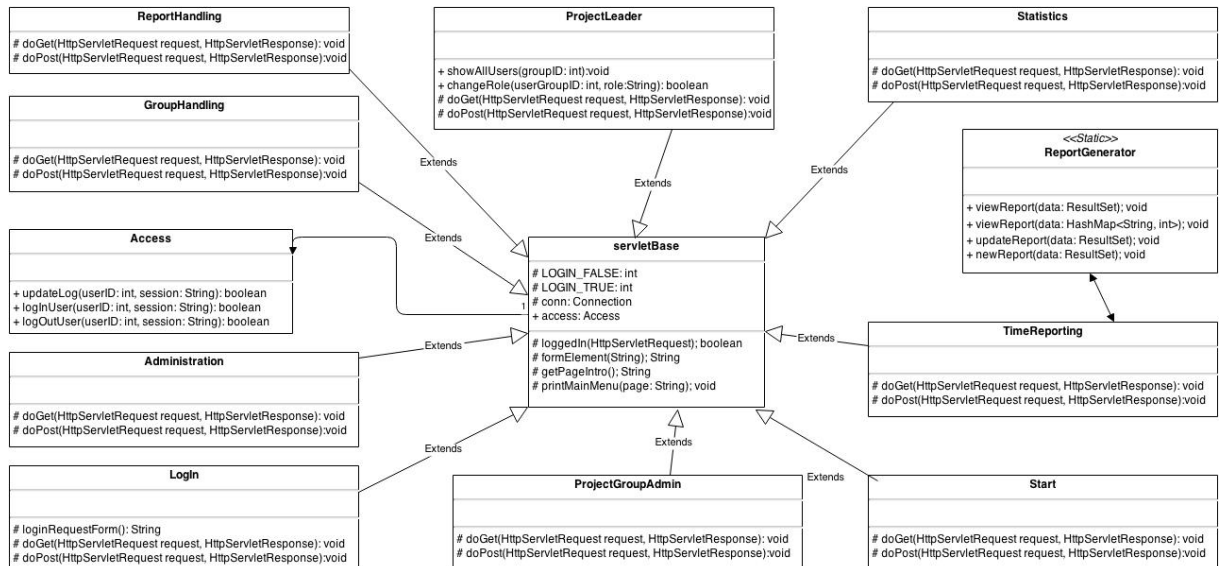 ReportHandling
# doGet(HttpServletRequest request, HttpServletResponse): void
# doPost(HttpServletRequest request, HttpServletResponse):void
GroupHandling
# doGet(HttpServletRequest request, HttpServletResponse): void
# doPost(HttpServletRequest request, HttpServletResponse):void
Access
+ updateLog(userID: int, session: String): boolean
+ logInUser(userID: int, session: String): boolean
+ logOutUser(userID: int, session: String): boolean
Administration
# doGet(HttpServletRequest request, HttpServletResponse): void
# doPost(HttpServletRequest request, HttpServletResponse):void
LogIn
# loginRequestForm(): String
# doGet(HttpServletRequest request, HttpServletResponse): void
# doPost(HttpServletRequest request, HttpServletResponse):void
ProjectLeader
+ showAllUsers(groupID: int):void
+ changeRole(userGroupID: int, role:String): boolean
# doGet(HttpServletRequest request, HttpServletResponse): void
# doPost(HttpServletRequest request, HttpServletResponse):void
Extends
Extends
Extends
Extends
Extends
1
servletBase
# LOGIN_FALSE: int
# LOGIN_TRUE: int
# conn: Connection
+ access: Access
# loggedIn(HttpServletRequest); boolean
# formElement(String); String
# getPageIntro(); String
# printMainMenu(page: String); void
Extends
Extends
Extends
Extends
ProjectGroupAdmin
# doGet(HttpServletRequest request, HttpServletResponse): void
# doPost(HttpServletRequest request, HttpServletResponse):void
Statistics
# doGet(HttpServletRequest request, HttpServletResponse): void
# doPost(HttpServletRequest request, HttpServletResponse):void
<<Static>>
ReportGenerator
+ viewReport(data: ResultSet); void
+ viewReport(data: HashMap<String, int>); void
+ updateReport(data: ResultSet); void
+ newReport(data: ResultSet); void
TimeReporting
# doGet(HttpServletRequest request, HttpServletResponse): void
# doPost(HttpServletRequest request, HttpServletResponse):void
Start
# doGet(HttpServletRequest request, HttpServletResponse): void
# doPost(HttpServletRequest request, HttpServletResponse):void